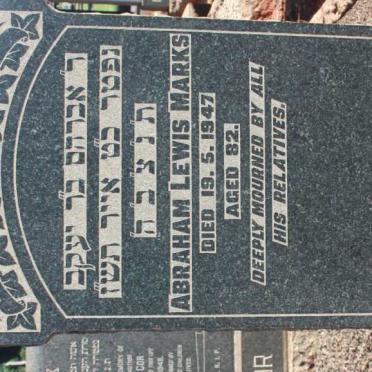 ר' אברהם בר יעקב
נפטר כט אייר תש"ז
ת נ צ ב ה
ABRAHAM LEWIS MARKS
DIED 19.5.1947
AGED 82.
DEEPLY MOURNED BY ALL
HIS RELATIVES.
R.I.P.